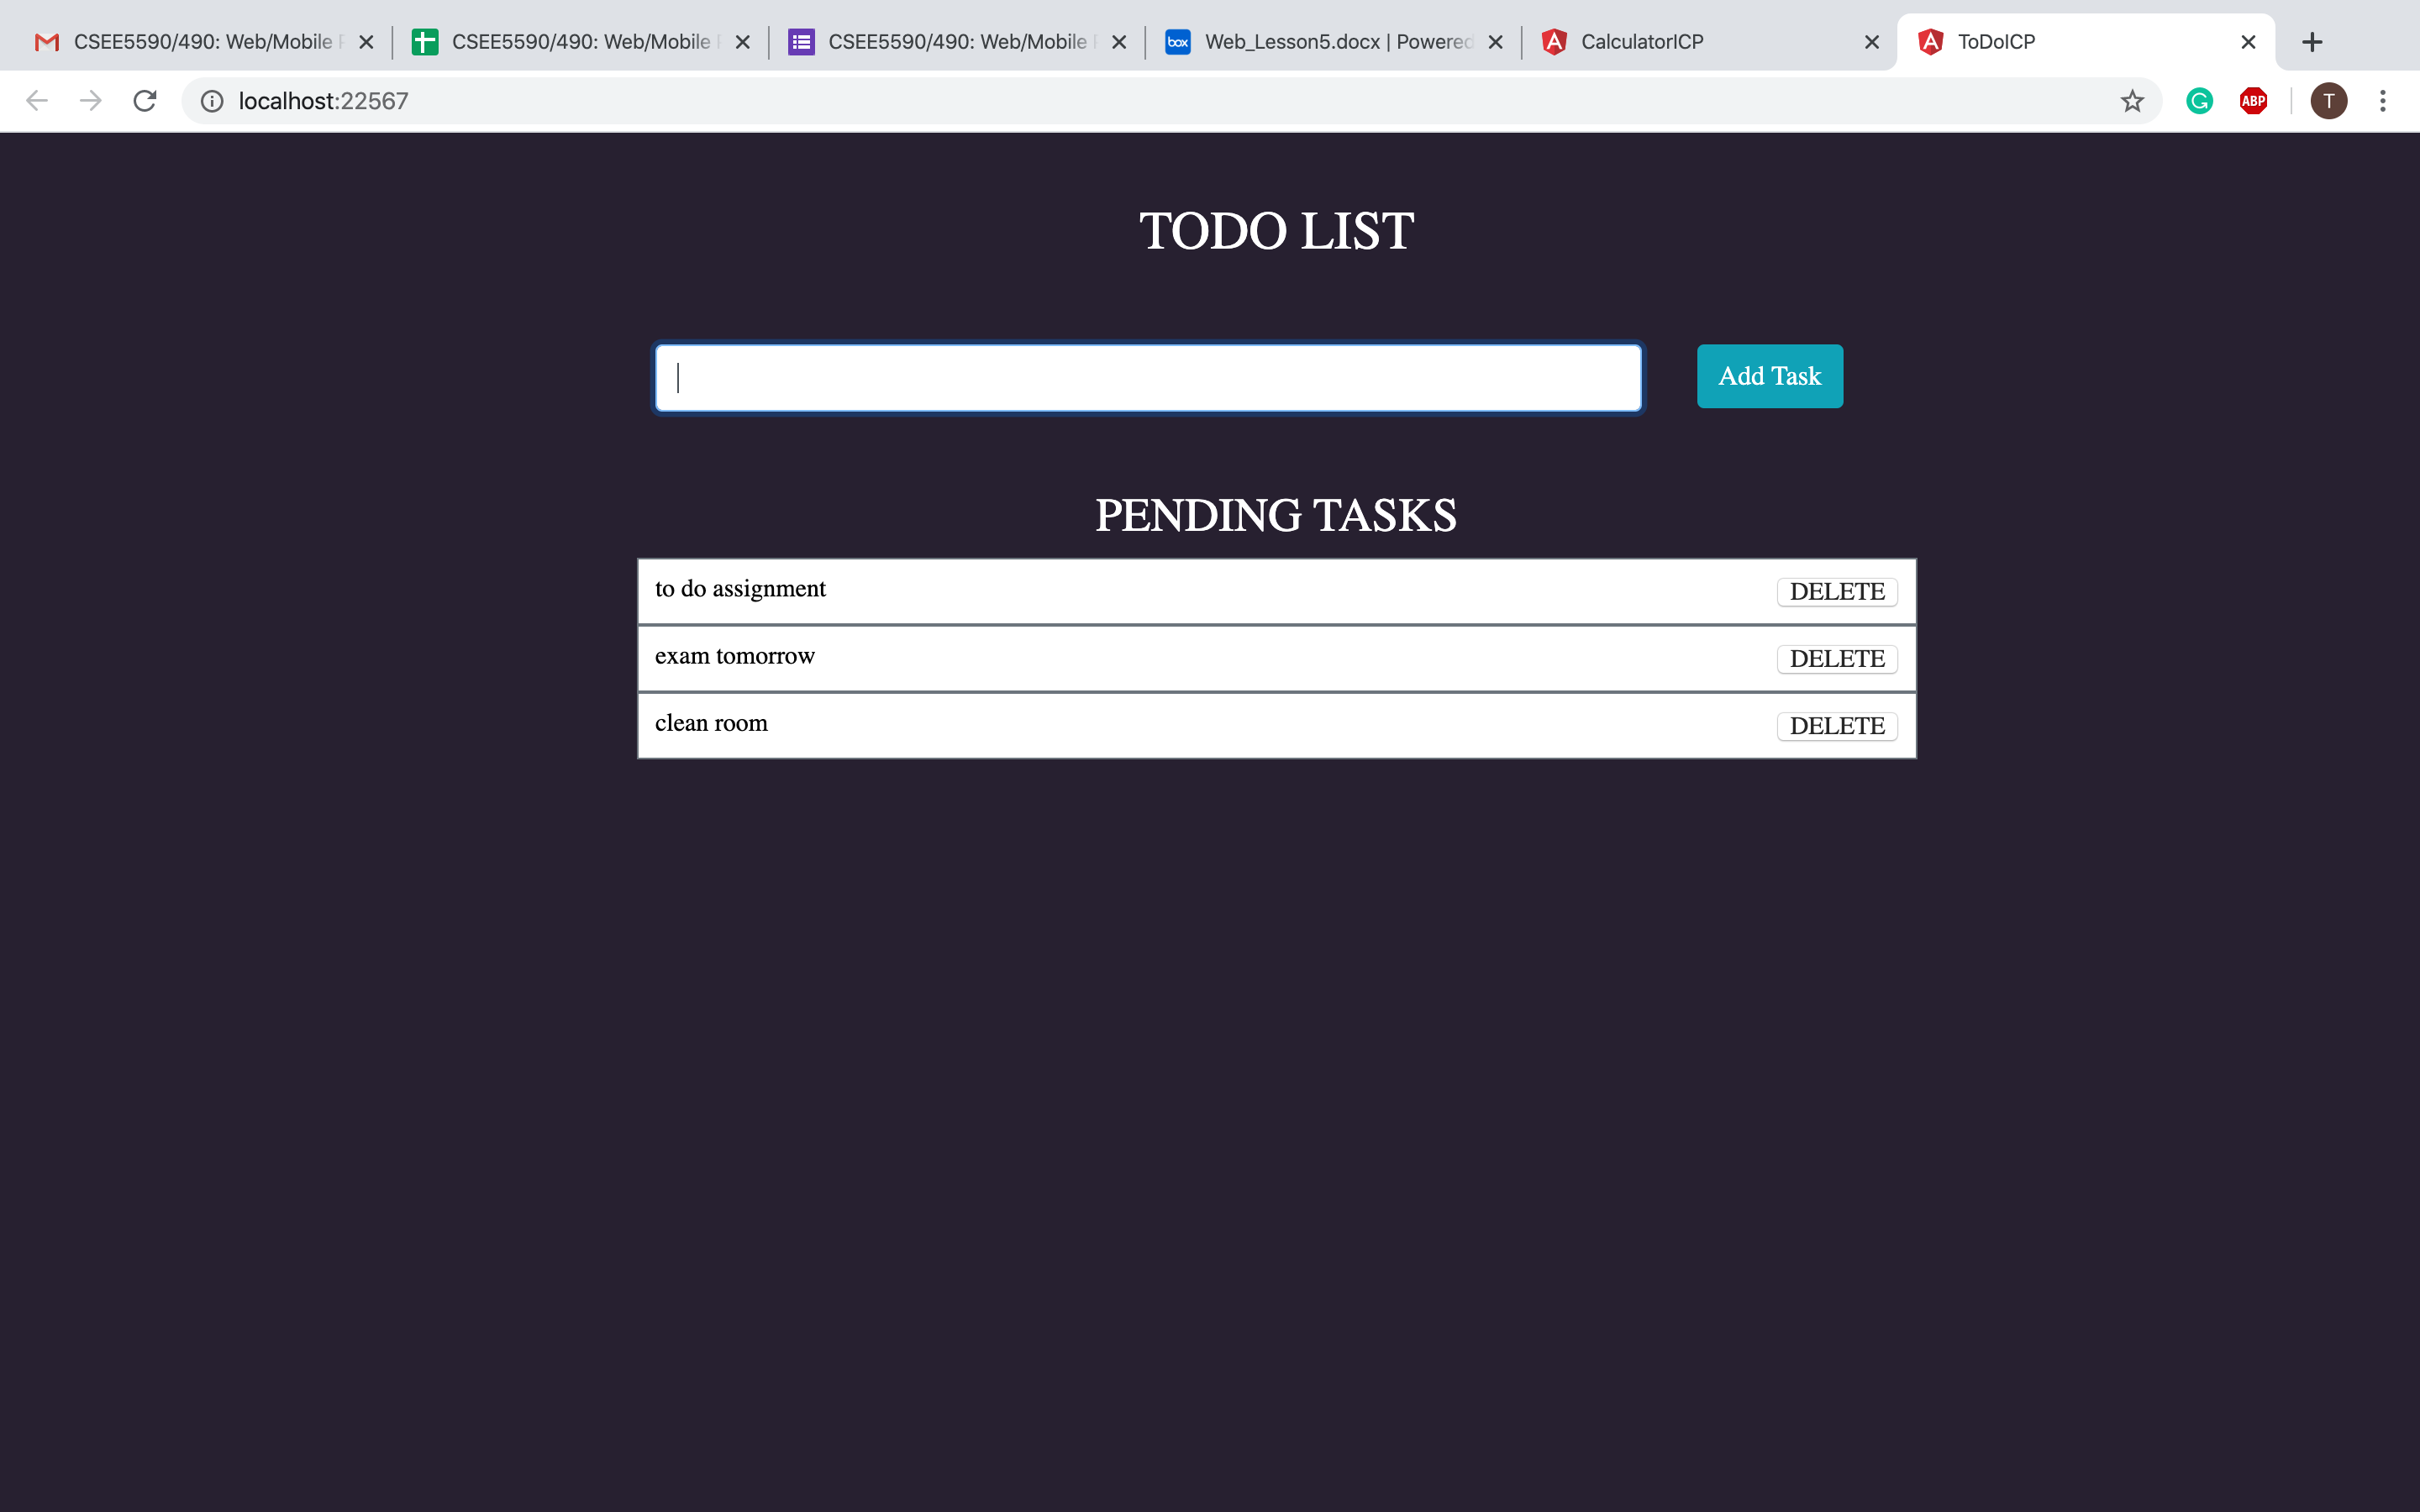 CSEE5590/490: Web/Mobile
CSEE5590/490: Web/Mobile
CSEE5590/490: Web/Mobile
box
Web_Lesson5.docx | Powered
CalculatorICP
ToDoICP
localhost:22567
ABP
T
TODO LIST
Add Task
PENDING TASKS
to do assignment
DELETE
exam tomorrow
DELETE
clean room
DELETE